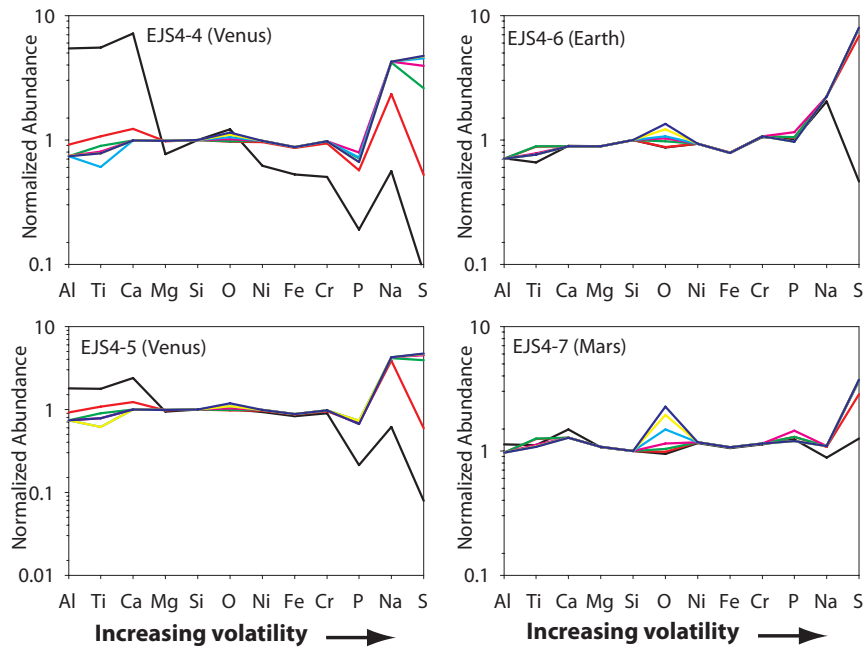 EJS4-4 (Venus)
Normalized Abundance
10
1
0.1
Al Ti Ca Mg Si O Ni Fe Cr P Na S
EJS4-6 (Earth)
Normalized Abundance
10
1
0.1
Al Ti Ca Mg Si O Ni Fe Cr P Na S
EJS4-5 (Venus)
Normalized Abundance
10
1
0.1
0.01
Al Ti Ca Mg Si O Ni Fe Cr P Na S
Increasing volatility
EJS4-7 (Mars)
Normalized Abundance
10
1
0.1
Al Ti Ca Mg Si O Ni Fe Cr P Na S
Increasing volatility